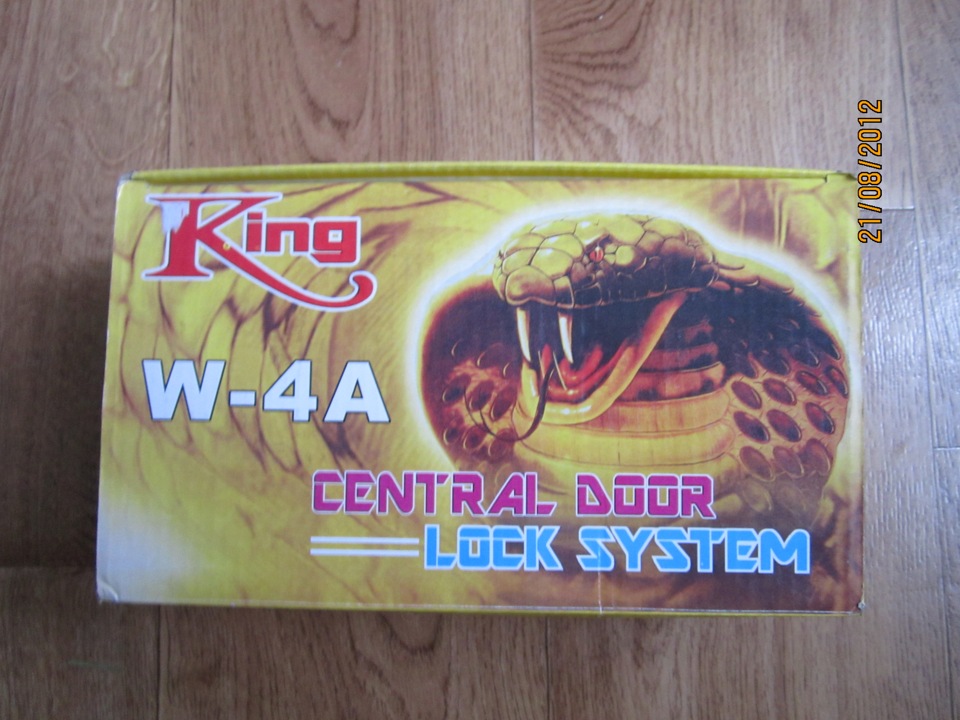 King
W-4A
CENTRAL DOOR
LOCK SYSTEM
21/08/2012